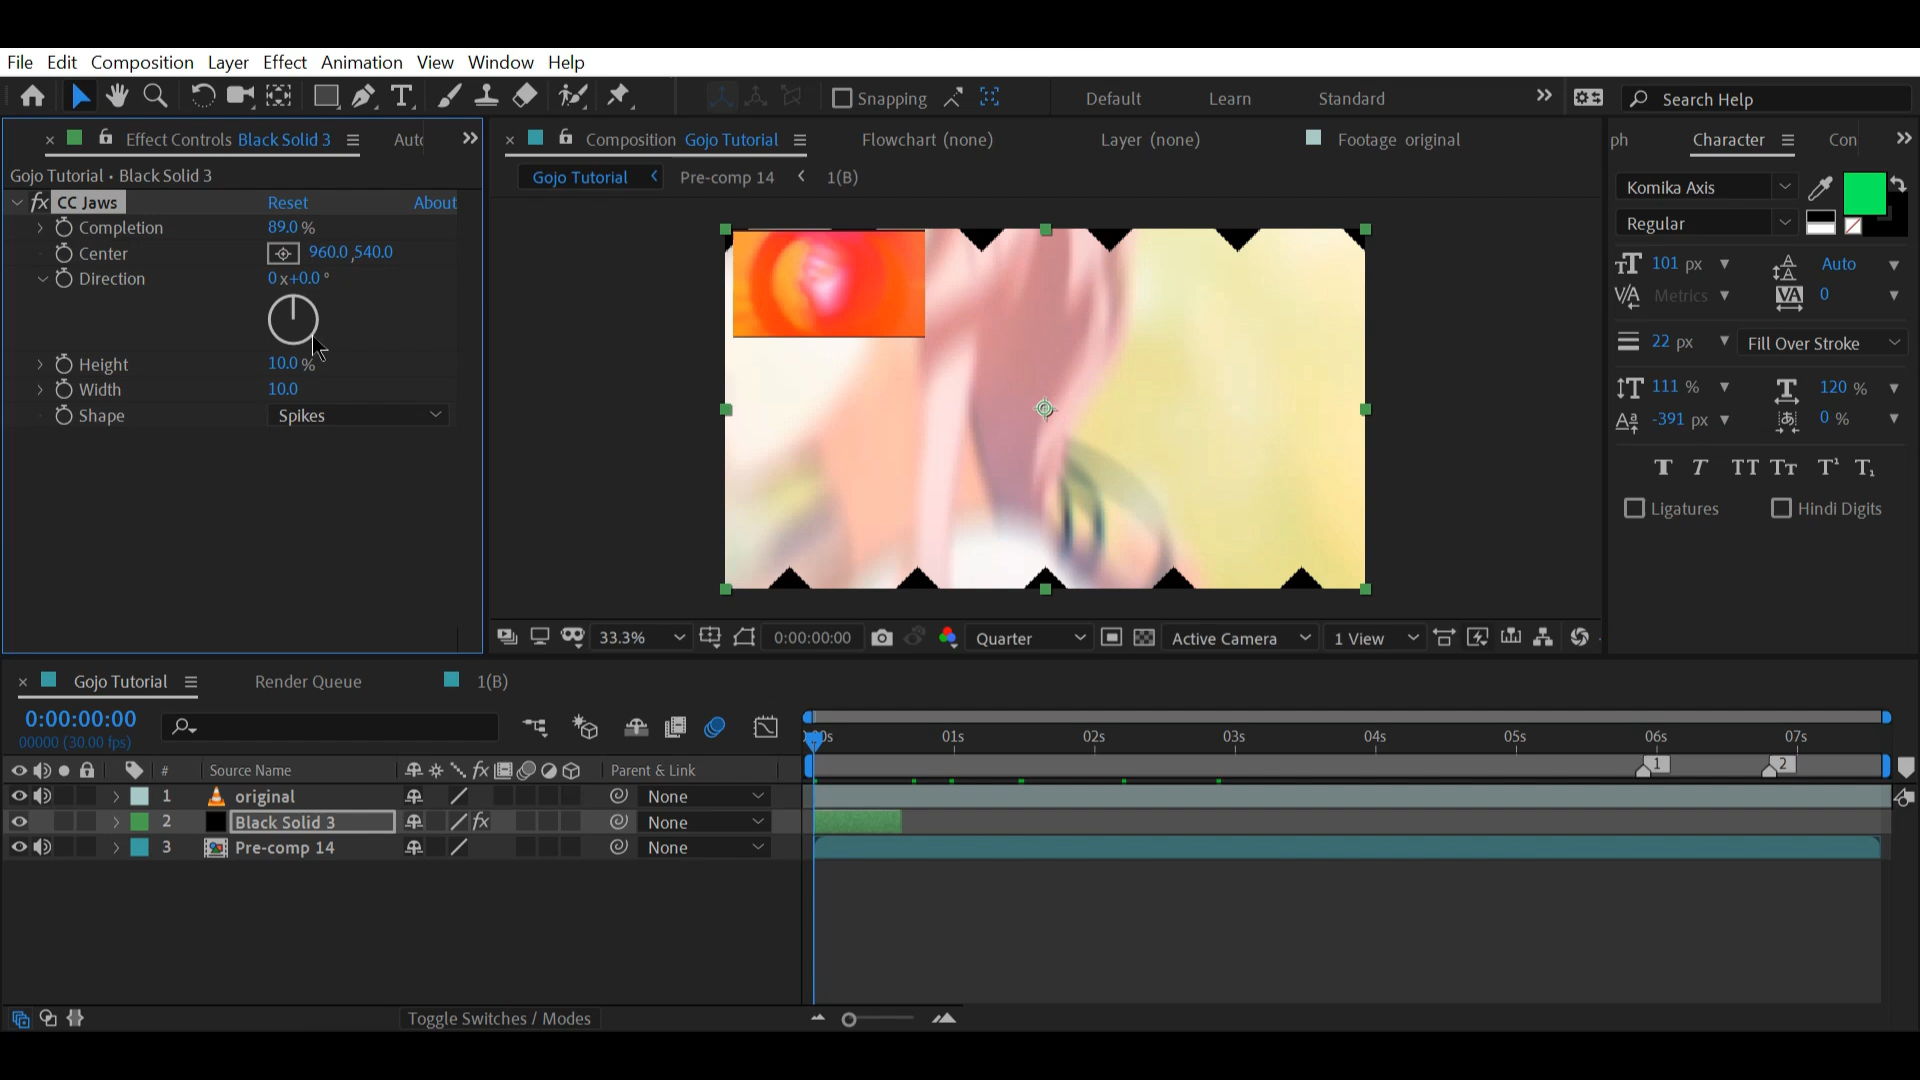 File Edit Composition Layer Effect Animation View Window Help
Snapping Default Learn Standard Search Help
Effect Controls Black Solid 3
Composition Gojo Tutorial Flowchart (none) Layer (none) Footage original
ph Character Con
Gojo Tutorial • Black Solid 3
Gojo Tutorial Pre-comp 14 1(B)
fx CC Jaws Reset About
Completion 89.0 %
Center 960.0 ,540.0
Direction 0 x+0.0 °
Height 10.0 %
Width 10.0
Shape Spikes
Komika Axis
Regular
101 px Auto
Metrics 0
22 px Fill Over Stroke
111 % 120 %
-391 px 0 %
T T TT Tt T¹ T₁
Ligatures Hindi Digits
33.3% 0:00:00:00 Quarter Active Camera 1 View
Gojo Tutorial Render Queue 1(B)
0:00:00:00
00000 (30.00 fps)
01s 02s 03s 04s 05s 06s 07s
# Source Name fx Parent & Link
1 2
1 original None
2 Black Solid 3 fx None
3 Pre-comp 14 None
Toggle Switches / Modes